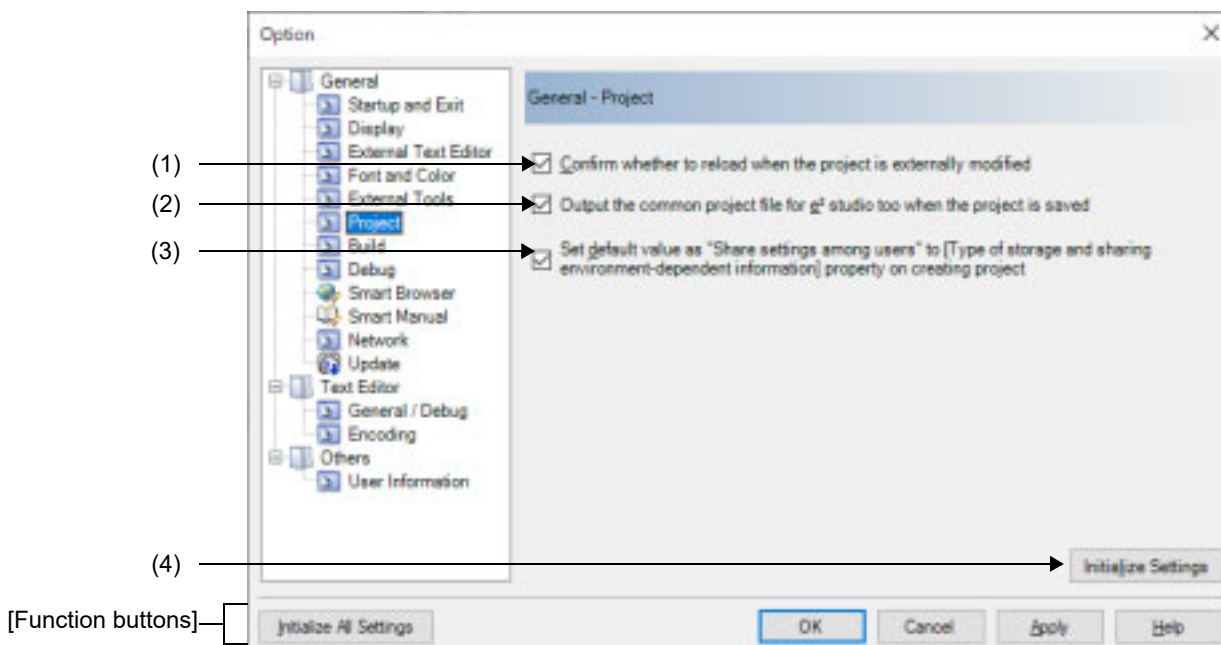 Option
General
Startup and Exit
Display
External Text Editor
Font and Color
External Tools
Project
Build
Debug
Smart Browser
Smart Manual
Network
Update
Text Editor
General / Debug
Encoding
Others
User Information
General - Project
(1)
Confirm whether to reload when the project is externally modified
(2)
Output the common project file for e² studio too when the project is saved
(3)
Set default value as "Share settings among users" to [Type of storage and sharing
environment-dependent information] property on creating project
(4)
Initialize Settings
[Function buttons]
Initialize All Settings
OK
Cancel
Apply
Help